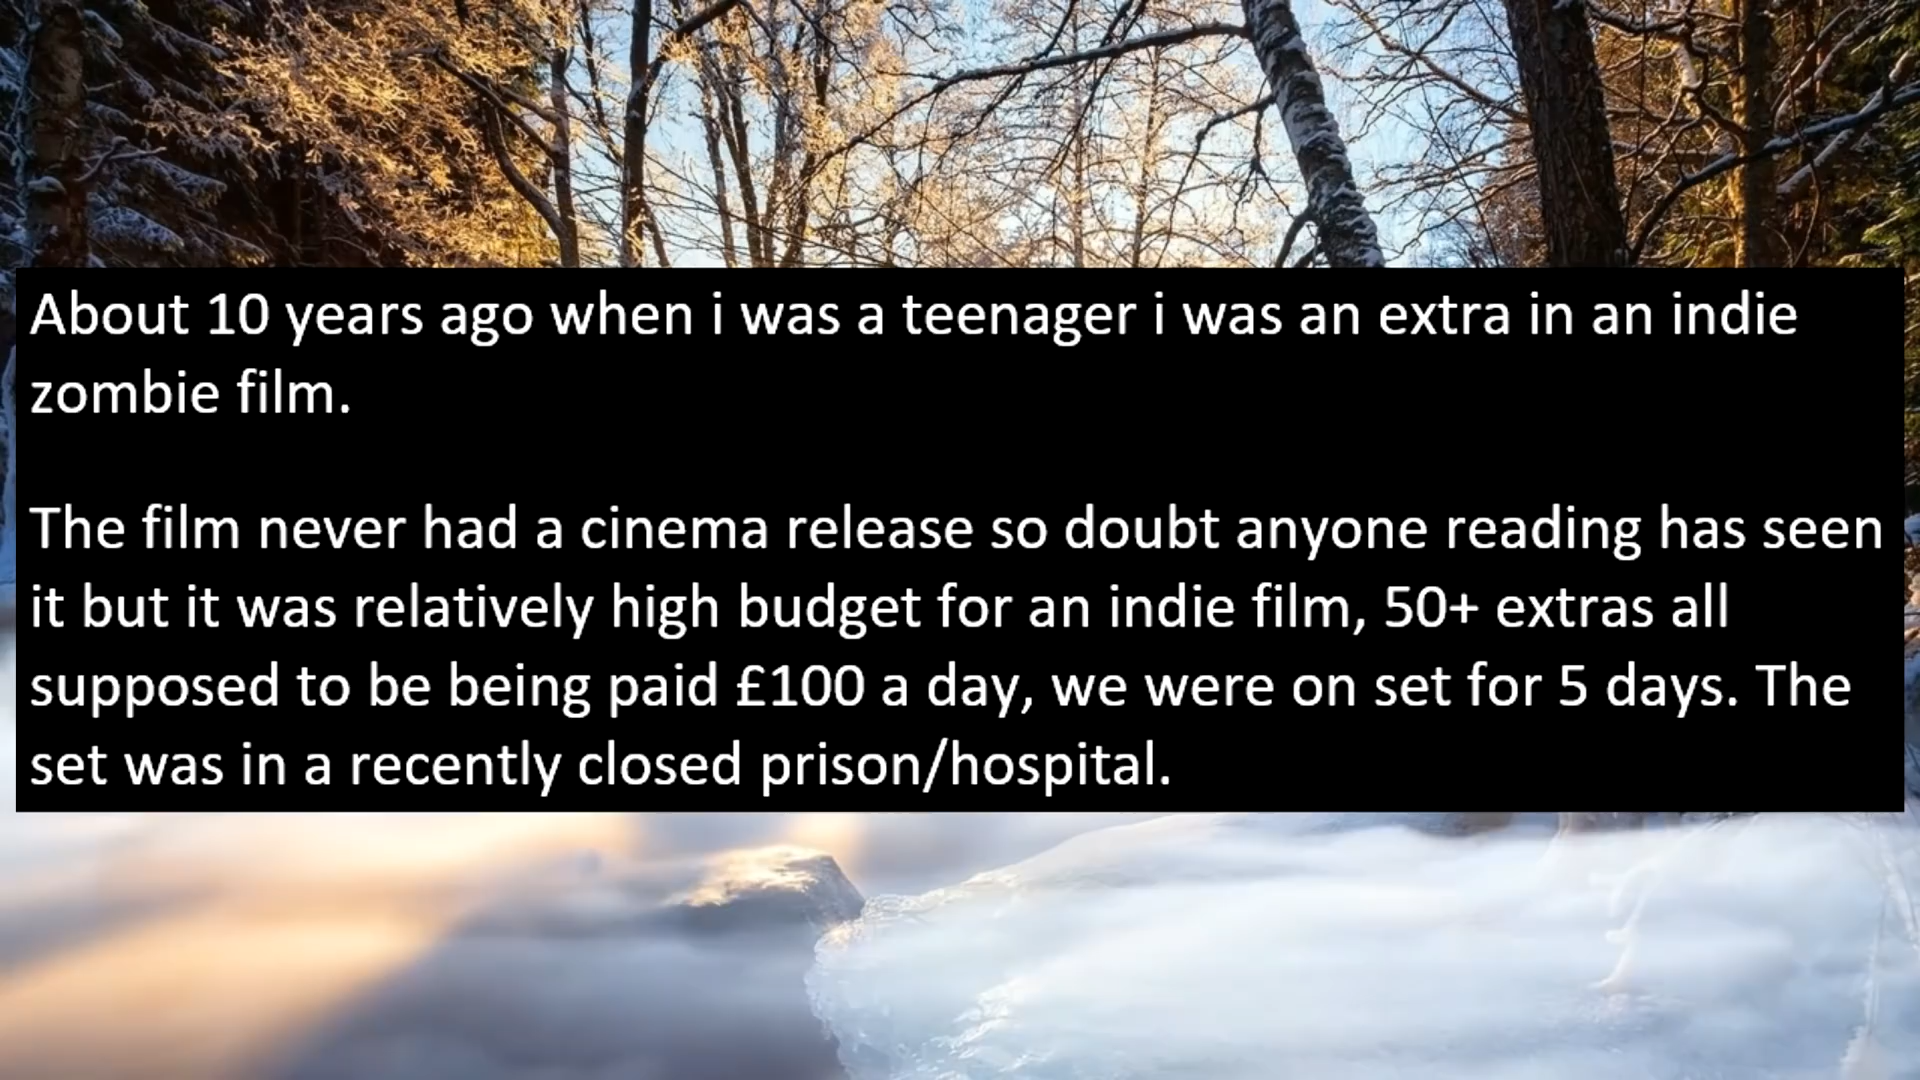 About 10 years ago when i was a teenager i was an extra in an indie
zombie film.
The film never had a cinema release so doubt anyone reading has seen
it but it was relatively high budget for an indie film, 50+ extras all
supposed to be being paid £100 a day, we were on set for 5 days. The
set was in a recently closed prison/hospital.